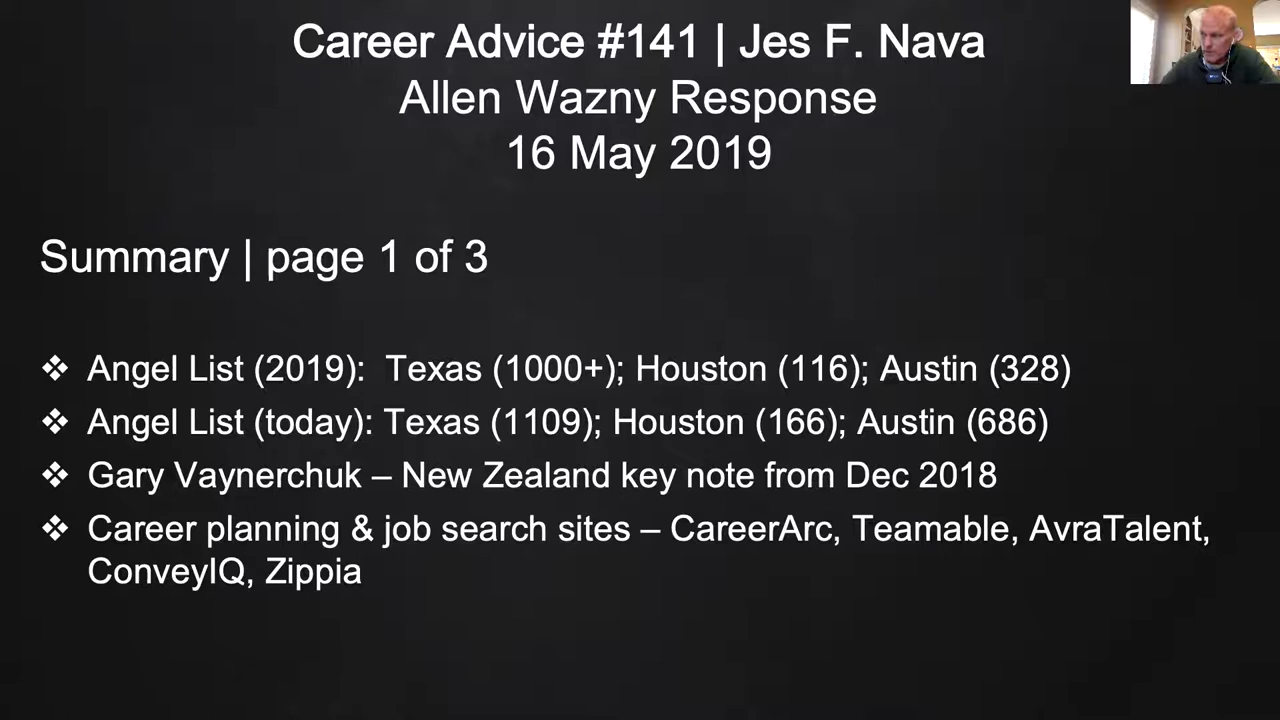 Career Advice #141 | Jes F. Nava
Allen Wazny Response
16 May 2019
Summary | page 1 of 3
❖ Angel List (2019):  Texas (1000+); Houston (116); Austin (328)
❖ Angel List (today): Texas (1109); Houston (166); Austin (686)
❖ Gary Vaynerchuk – New Zealand key note from Dec 2018
❖ Career planning & job search sites – CareerArc, Teamable, AvraTalent,
ConveyIQ, Zippia